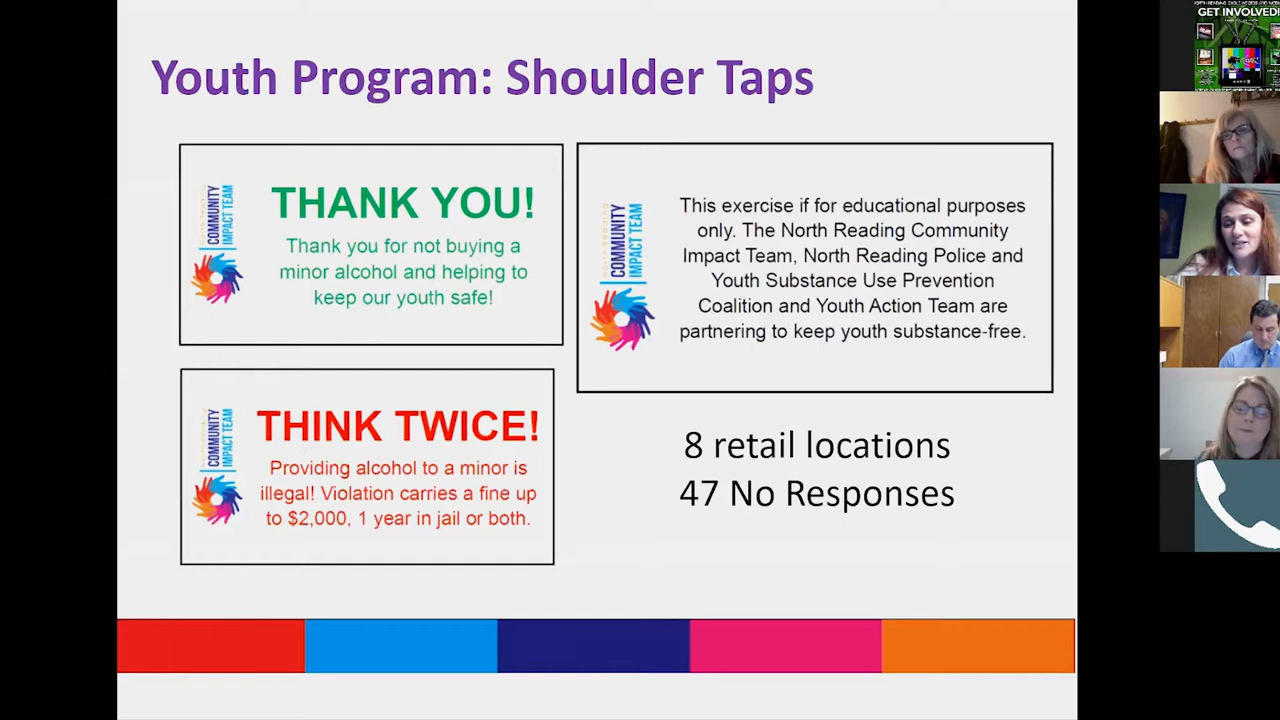 Youth Program: Shoulder Taps
COMMUNITY
IMPACT TEAM
THANK YOU!
Thank you for not buying a
minor alcohol and helping to
keep our youth safe!
COMMUNITY
IMPACT TEAM
This exercise if for educational purposes
only. The North Reading Community
Impact Team, North Reading Police and
Youth Substance Use Prevention
Coalition and Youth Action Team are
partnering to keep youth substance-free.
COMMUNITY
IMPACT TEAM
THINK TWICE!
Providing alcohol to a minor is
illegal! Violation carries a fine up
to $2,000, 1 year in jail or both.
8 retail locations
47 No Responses
GET INVOLVED!